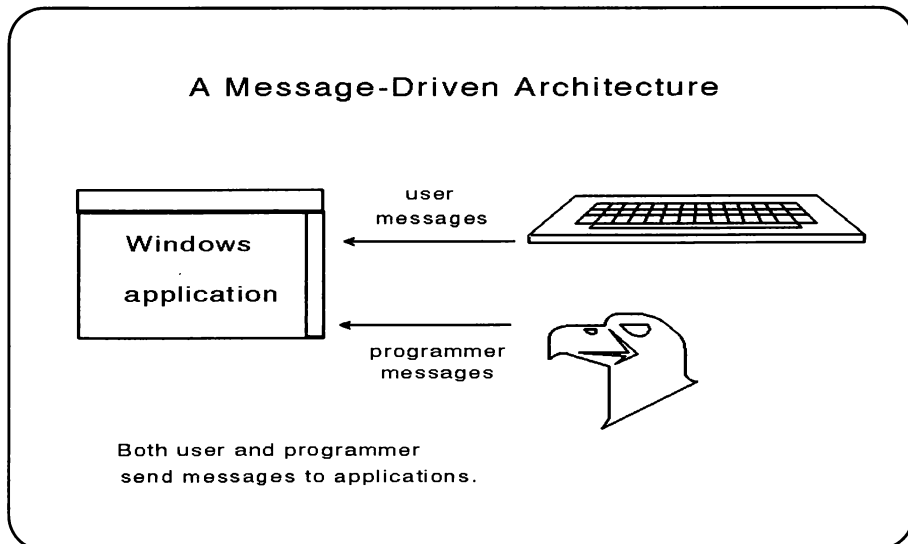 A Message-Driven Architecture
user
messages
Windows
application
programmer
messages
Both user and programmer
send messages to applications.